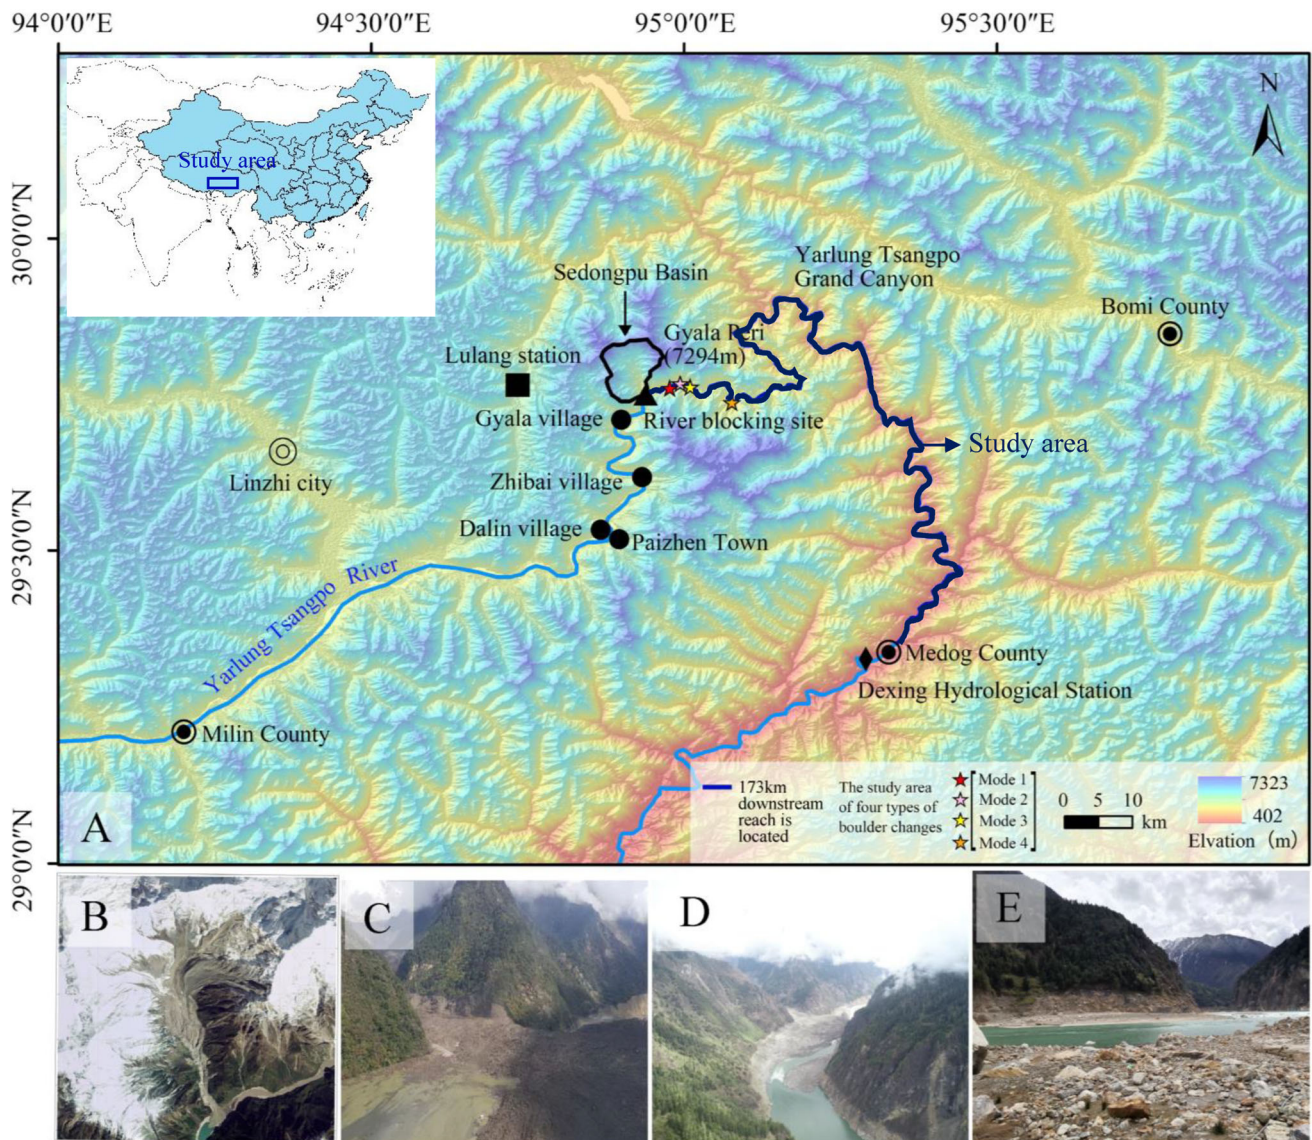 94°0′0″E
94°30′0″E
95°0′0″E
95°30′0″E
30°0′0″N
29°30′0″N
29°0′0″N
N
Study area
Sedongpu Basin
Yarlung Tsangpo
Grand Canyon
Bomi County
Gyala Peri
(7294m)
Lulang station
Gyala village
River blocking site
Study area
Linzhi city
Zhibai village
Dalin village
Paizhen Town
Yarlung Tsangpo River
Medog County
Dexing Hydrological Station
Milin County
A
173km
downstream
reach is
located
The study area
of four types of
boulder changes
Mode 1
Mode 2
Mode 3
Mode 4
0 5 10
km
7323
402
Elvation (m)
B
C
D
E